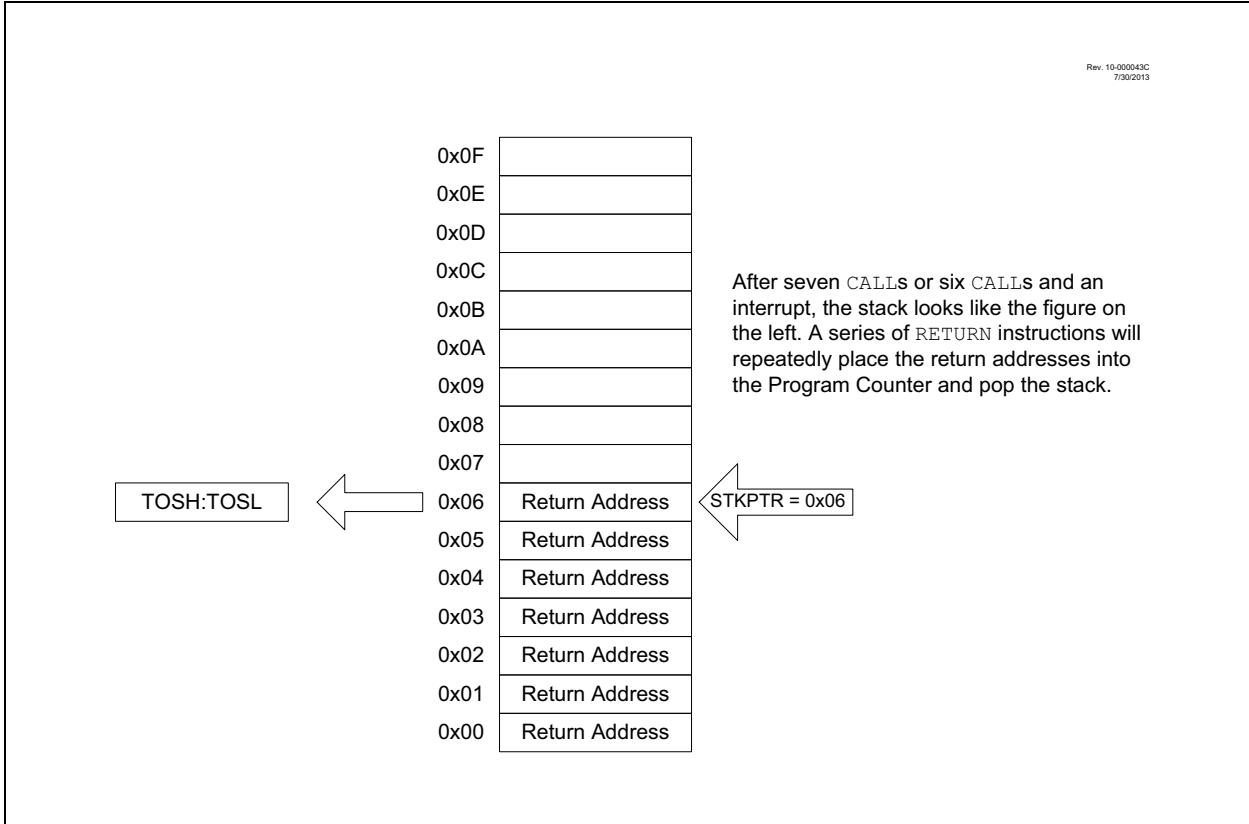 Rev. 10-000043C
7/30/2013
0x0F
0x0E
0x0D
0x0C
0x0B
0x0A
0x09
0x08
0x07
After seven CALLs or six CALLs and an
interrupt, the stack looks like the figure on
the left. A series of RETURN instructions will
repeatedly place the return addresses into
the Program Counter and pop the stack.
TOSH:TOSL
0x06 Return Address
STKPTR = 0x06
0x05 Return Address
0x04 Return Address
0x03 Return Address
0x02 Return Address
0x01 Return Address
0x00 Return Address